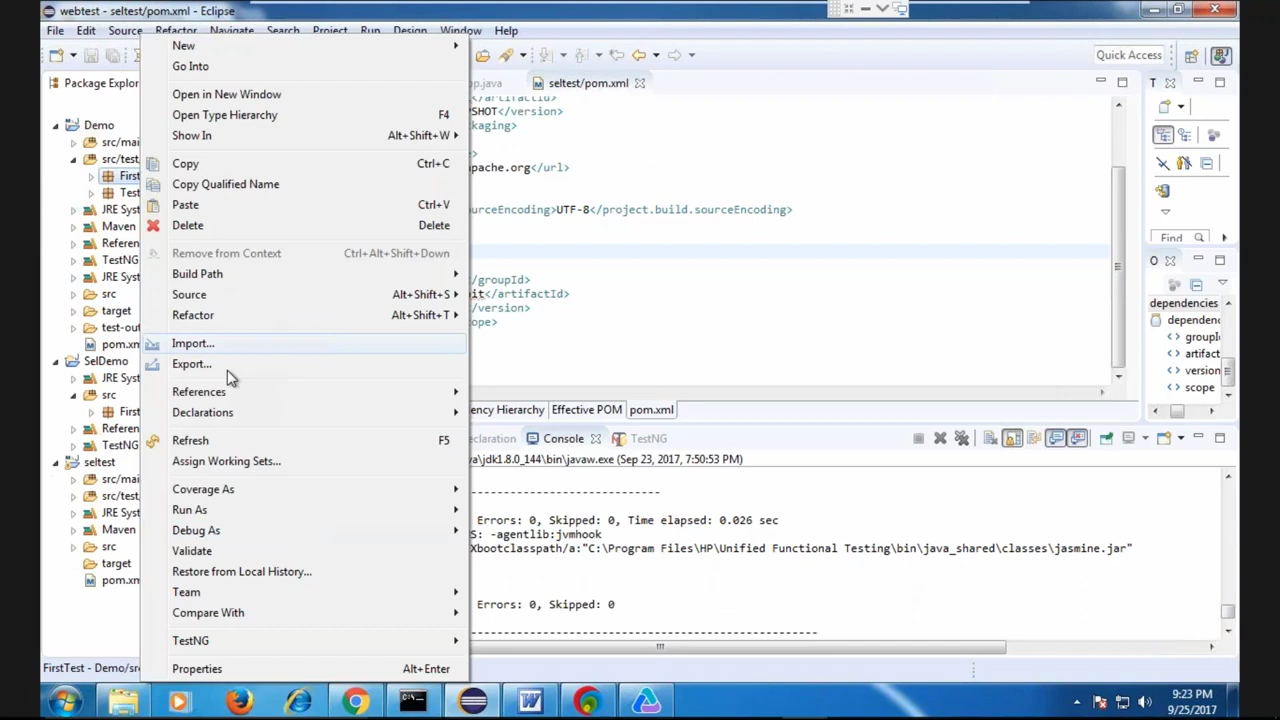 webtest - seltest/pom.xml - Eclipse
File Edit Source Refactor Navigate Search Project Run Design Window Help
Quick Access
Package Explor
seltest/pom.xml
T
Demo
src/mai
src/test
First
Test
JRE Sys
Maven
Referen
TestNG
JRE Sys
src
target
test-out
pom.xm
SelDemo
JRE Sys
src
First
Referen
TestNG
seltest
src/mai
src/test
JRE Sys
Maven
src
target
pom.xm
New
Go Into
Open in New Window
Open Type Hierarchy F4
Show In Alt+Shift+W
Copy Ctrl+C
Copy Qualified Name
Paste Ctrl+V
Delete Delete
Remove from Context Ctrl+Alt+Shift+Down
Build Path
Source Alt+Shift+S
Refactor Alt+Shift+T
Import...
Export...
References
Declarations
Refresh F5
Assign Working Sets...
Coverage As
Run As
Debug As
Validate
Restore from Local History...
Team
Compare With
TestNG
Properties Alt+Enter
p.java
</artifactId>
PSHOT</version>
kaging>
pache.org</url>
urceEncoding>UTF-8</project.build.sourceEncoding>
</groupId>
it</artifactId>
</version>
ope>
ency Hierarchy Effective POM pom.xml
Find
O
dependencies
dependenc
groupI
artifact
version
scope
eclaration Console TestNG
va\jdk1.8.0_144\bin\javaw.exe (Sep 23, 2017, 7:50:53 PM)
-----------------------------
Errors: 0, Skipped: 0, Time elapsed: 0.026 sec
S: -agentlib:jvmhook
Xbootclasspath/a:"C:\Program Files\HP\Unified Functional Testing\bin\java_shared\classes\jasmine.jar"
Errors: 0, Skipped: 0
------------------------------------------------------
FirstTest - Demo/src
9:23 PM
9/25/2017